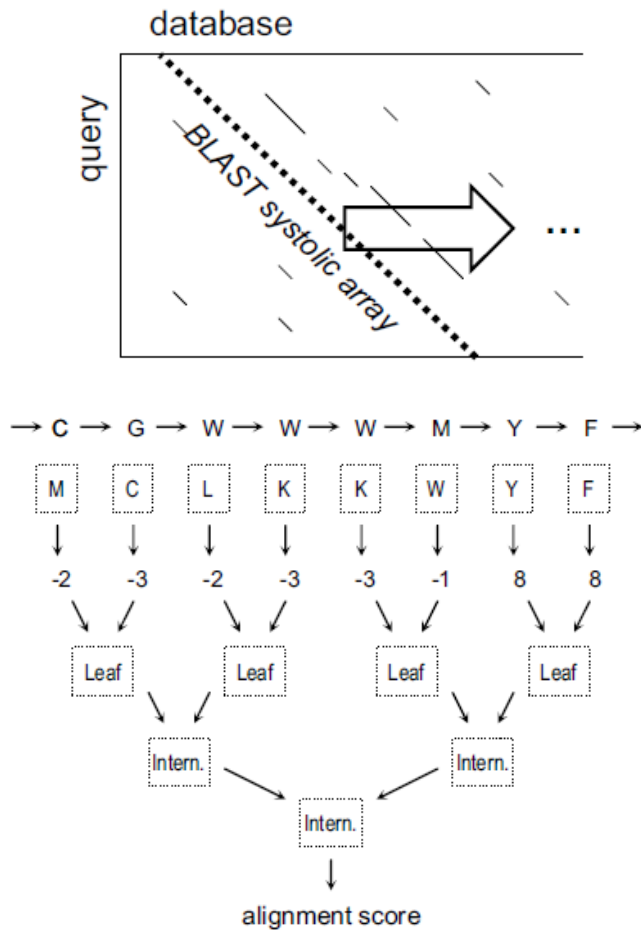 database
query
BLAST systolic array
...
C G W W W M Y F
M C L K K W Y F
-2 -3 -2 -3 -3 -1 8 8
Leaf Leaf Leaf Leaf
Intern. Intern.
Intern.
alignment score